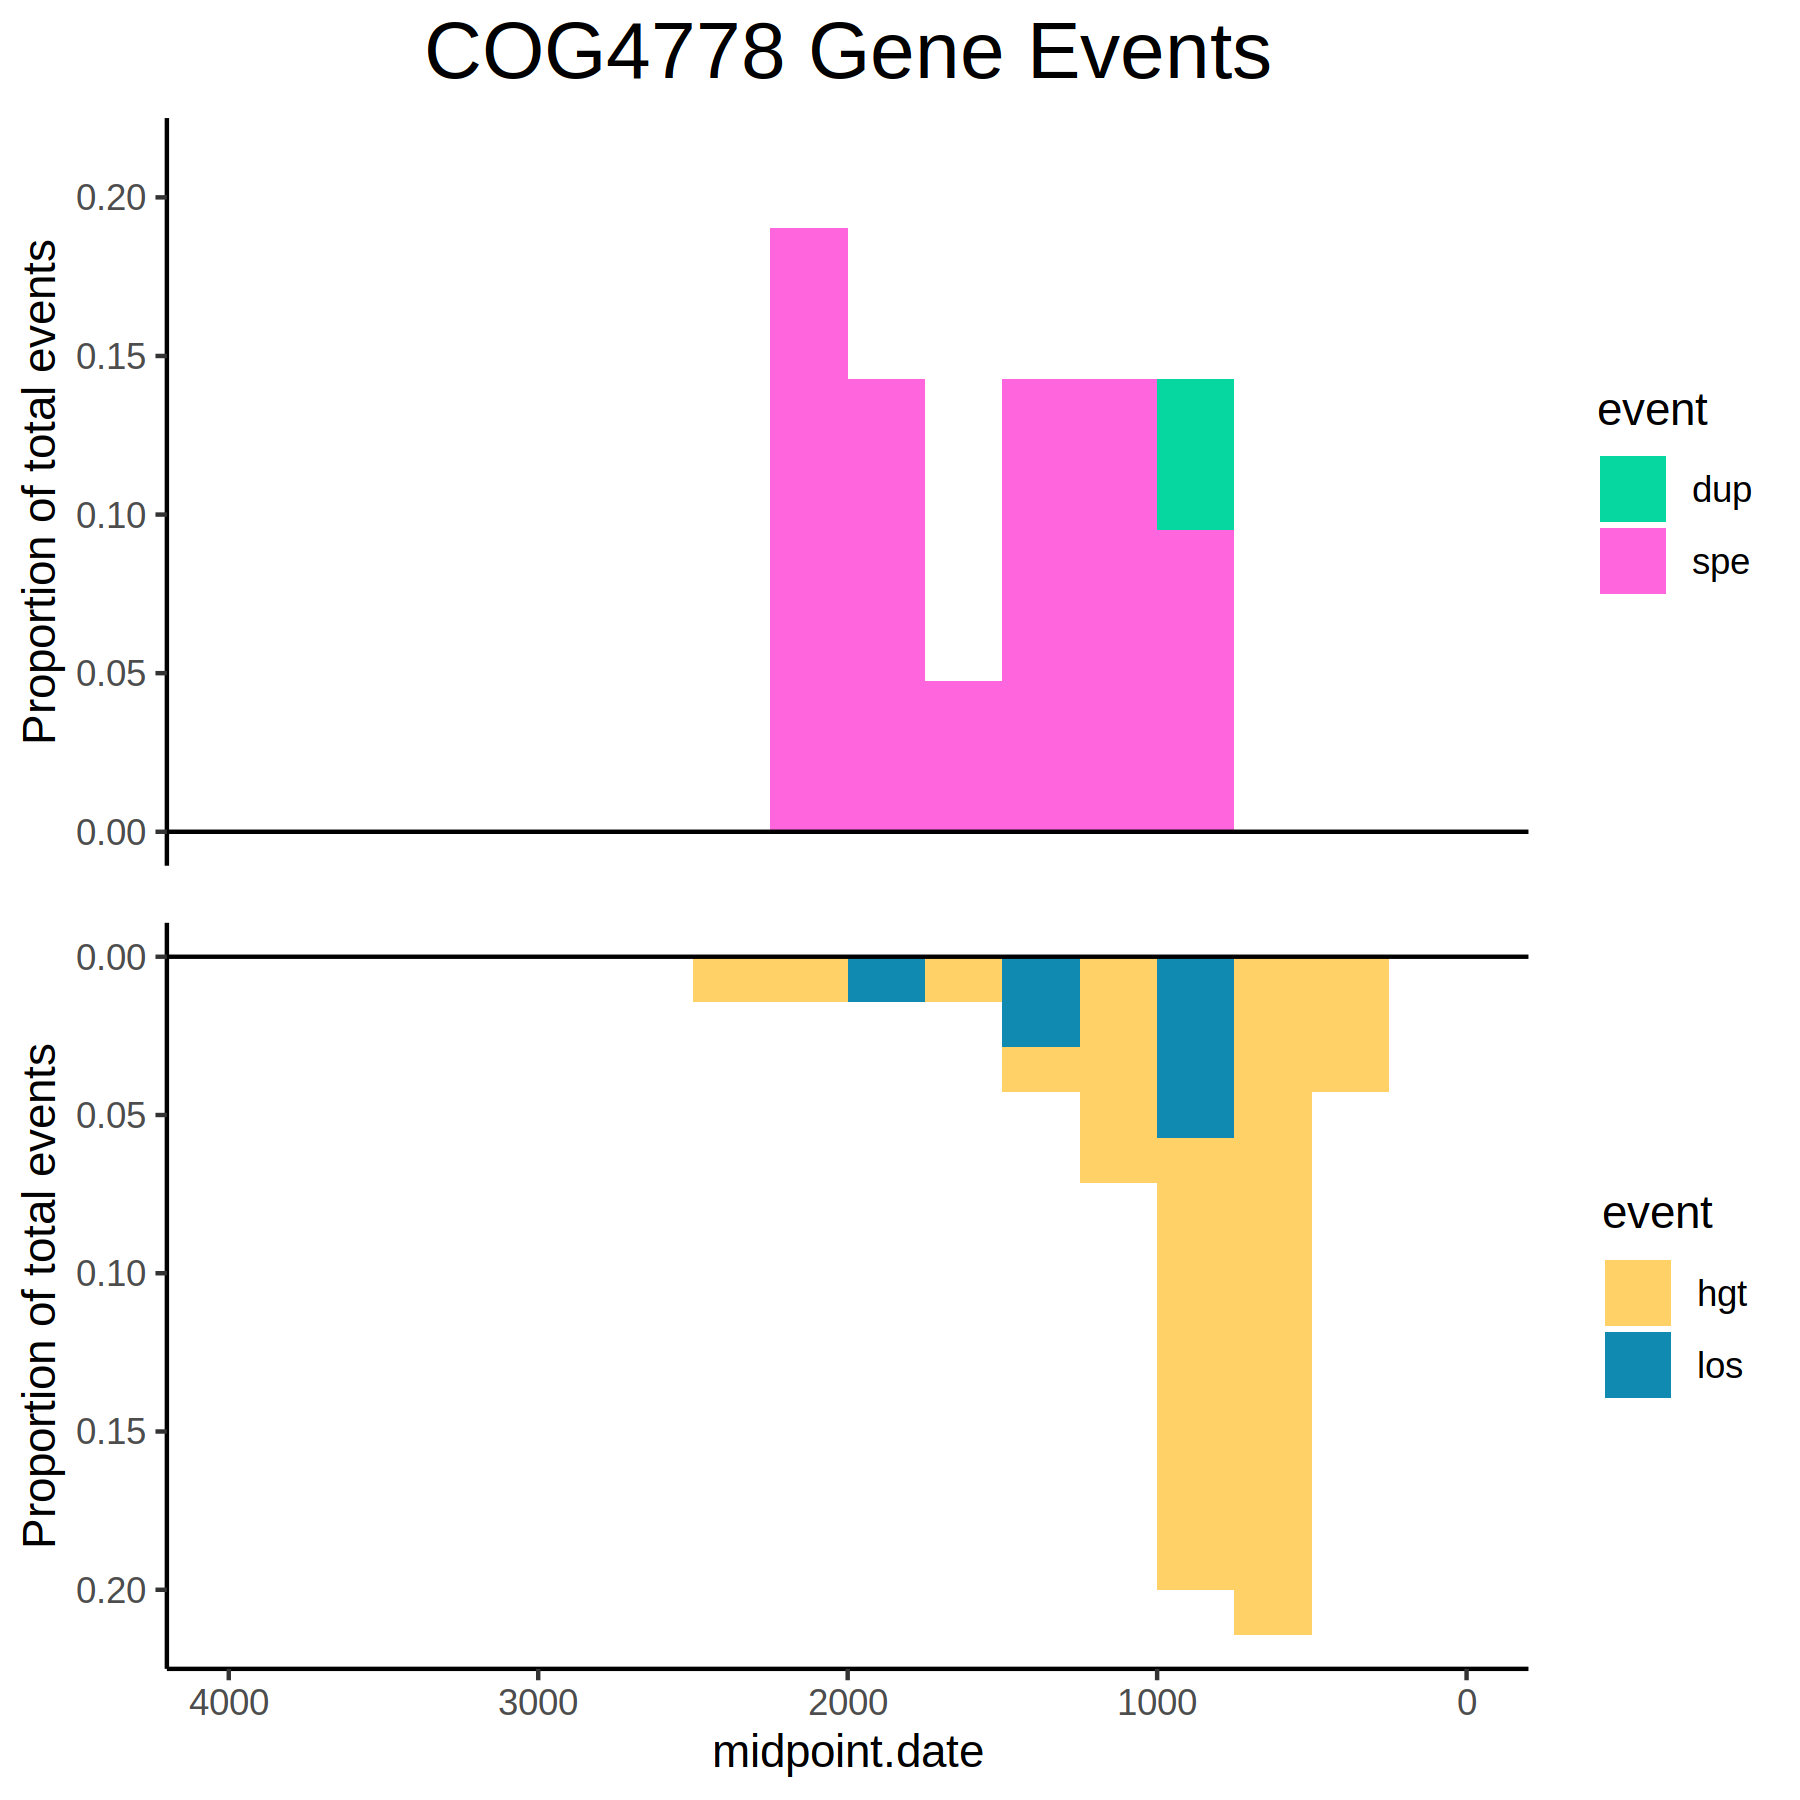 COG4778 Gene Events
Proportion of total events
0.20
0.15
0.10
0.05
0.00
event
dup
spe
Proportion of total events
0.00
0.05
0.10
0.15
0.20
event
hgt
los
4000 3000 2000 1000 0
midpoint.date